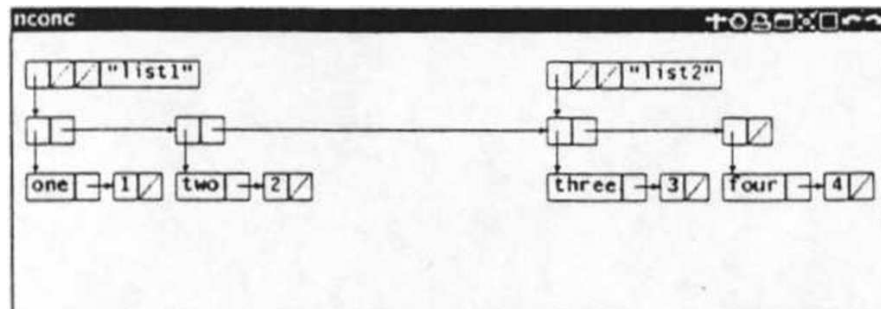 nconc
"list1" "list2"
one 1 two 2 three 3 four 4